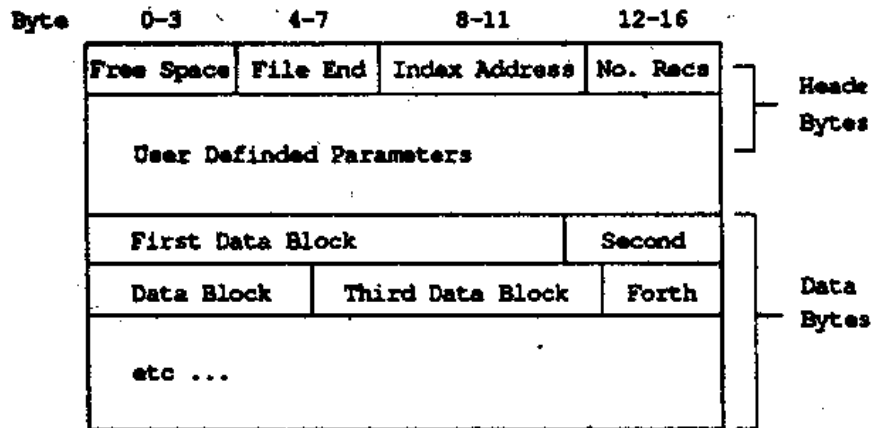 Byte 0-3 4-7 8-11 12-16
Free Space File End Index Address No. Recs
Heade
Bytes
User Definded Parameters
First Data Block Second
Data Block Third Data Block Forth
Data
Bytes
etc ...